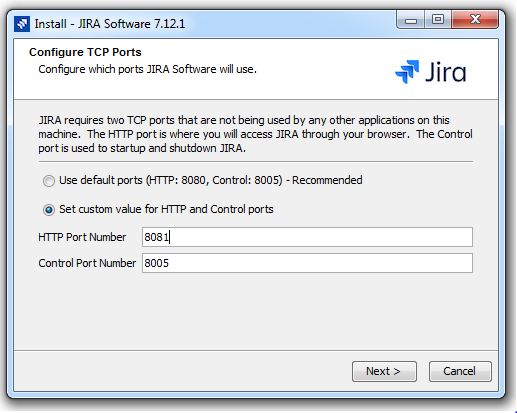 Install - JIRA Software 7.12.1
Configure TCP Ports
Configure which ports JIRA Software will use.
Jira
JIRA requires two TCP ports that are not being used by any other applications on this
machine.  The HTTP port is where you will access JIRA through your browser.  The Control
port is used to startup and shutdown JIRA.
Use default ports (HTTP: 8080, Control: 8005) - Recommended
Set custom value for HTTP and Control ports
HTTP Port Number 8081
Control Port Number 8005
Next > Cancel